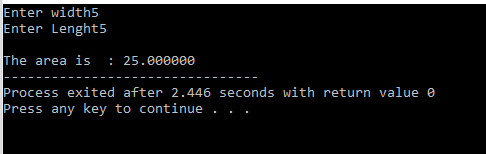 Enter width5
Enter Lenght5
The area is  : 25.000000
--------------------------------
Process exited after 2.446 seconds with return value 0
Press any key to continue . . .